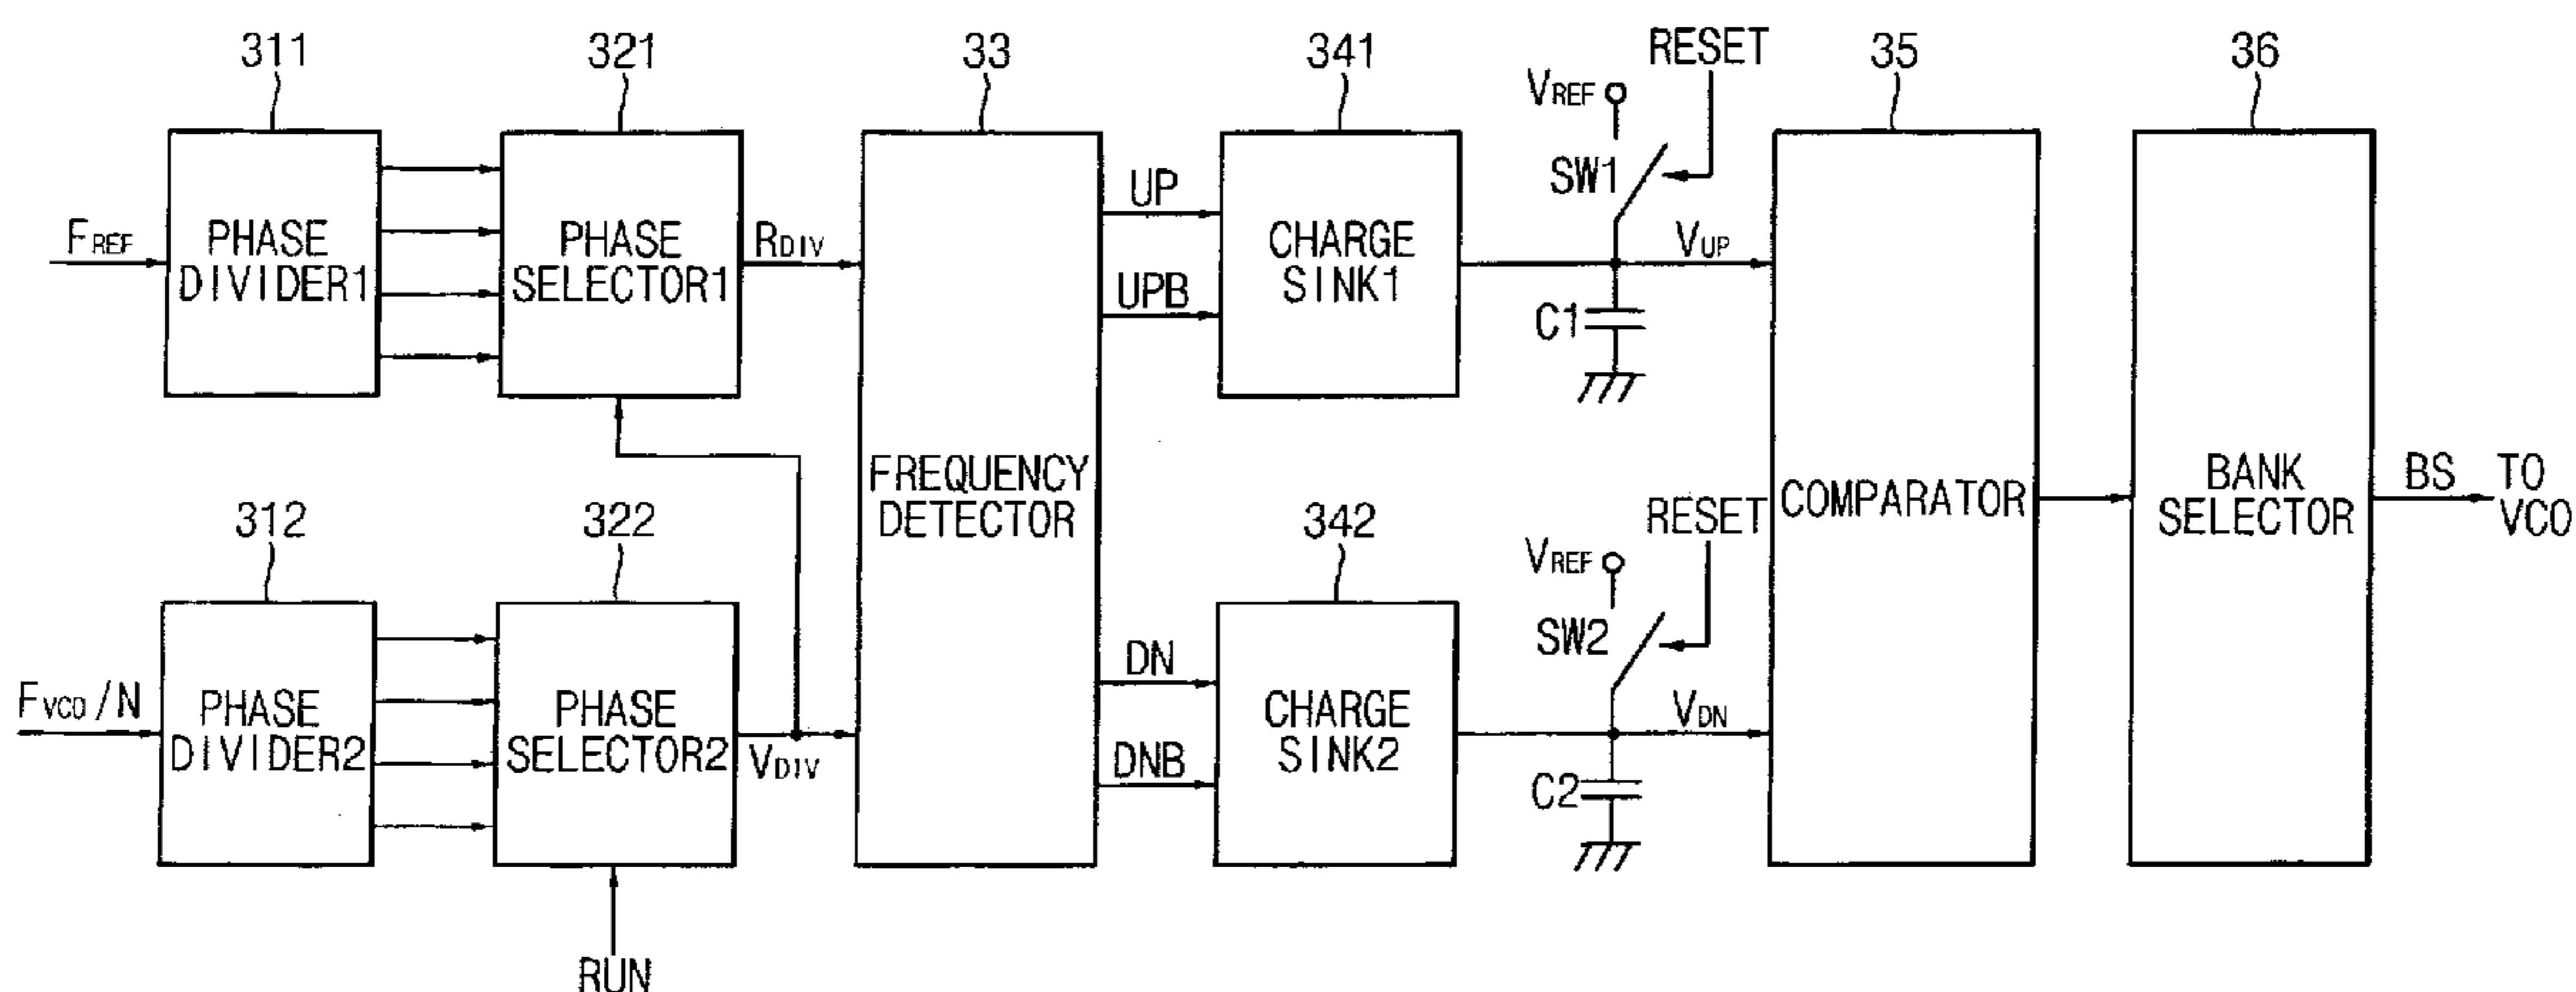 311
321
33
341
RESET
35
36
VREF
SW1
FREF
PHASE
DIVIDER1
PHASE
SELECTOR1
RDIV
UP
UPB
CHARGE
SINK1
VUP
C1
FREQUENCY
DETECTOR
COMPARATOR
BANK
SELECTOR
BS
TO
VCO
312
322
342
RESET
VREF
SW2
FVCO/N
PHASE
DIVIDER2
PHASE
SELECTOR2
VDIV
DN
DNB
CHARGE
SINK2
VDN
C2
RUN